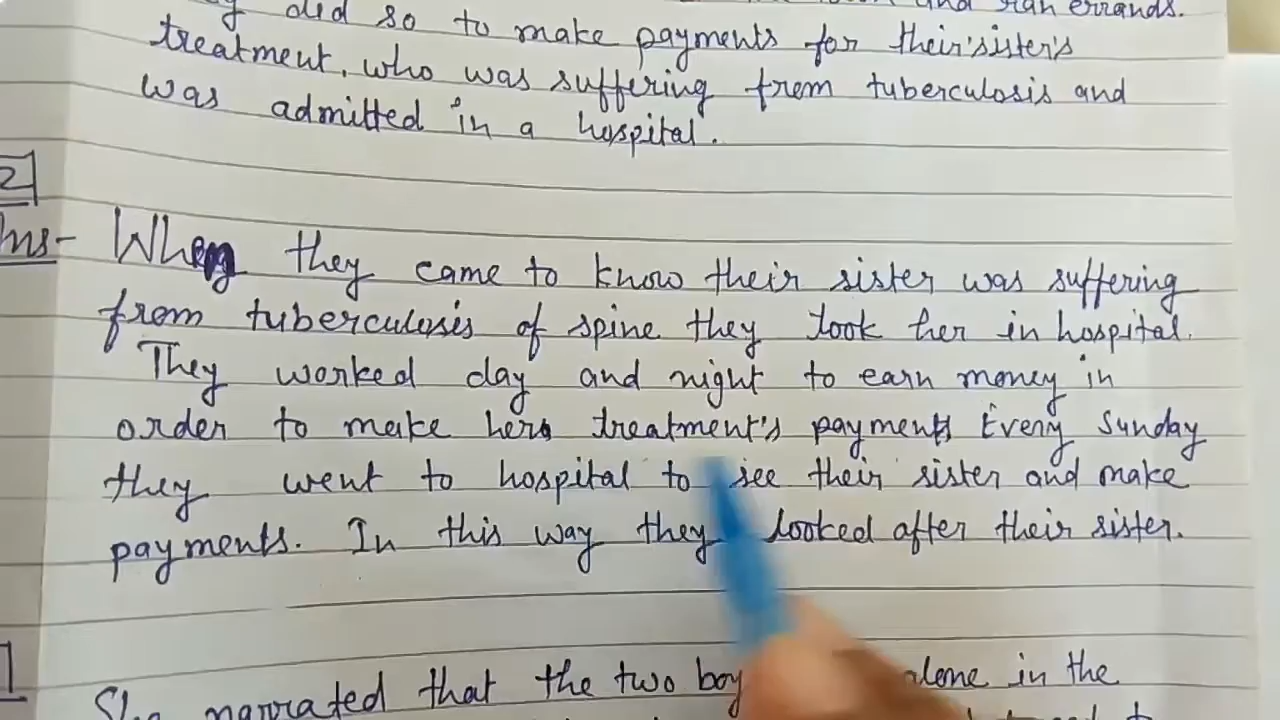 did so to make payments for their sister's
treatment, who was suffering from tuberculosis and
was admitted in a hospital.
2
Ans- When they came to know their sister was suffering
from tuberculosis of spine they took her in hospital.
They worked day and night to earn money in
order to make her treatment's payments Every Sunday
they went to hospital to see their sister and make
payments. In this way they looked after their sister.
1
She narrated that the two boy alone in the